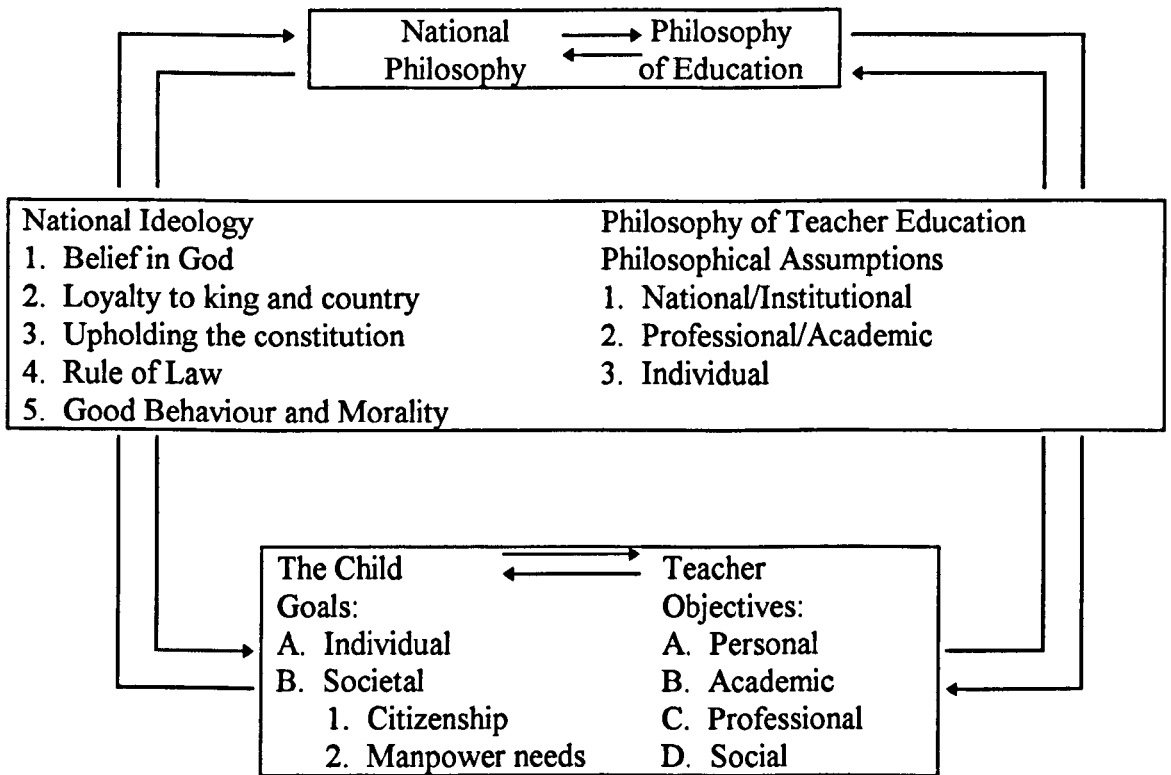 National Philosophy
Philosophy of Education
National Ideology
1. Belief in God
2. Loyalty to king and country
3. Upholding the constitution
4. Rule of Law
5. Good Behaviour and Morality
Philosophy of Teacher Education
Philosophical Assumptions
1. National/Institutional
2. Professional/Academic
3. Individual
The Child
Goals:
A. Individual
B. Societal
1. Citizenship
2. Manpower needs
Teacher
Objectives:
A. Personal
B. Academic
C. Professional
D. Social